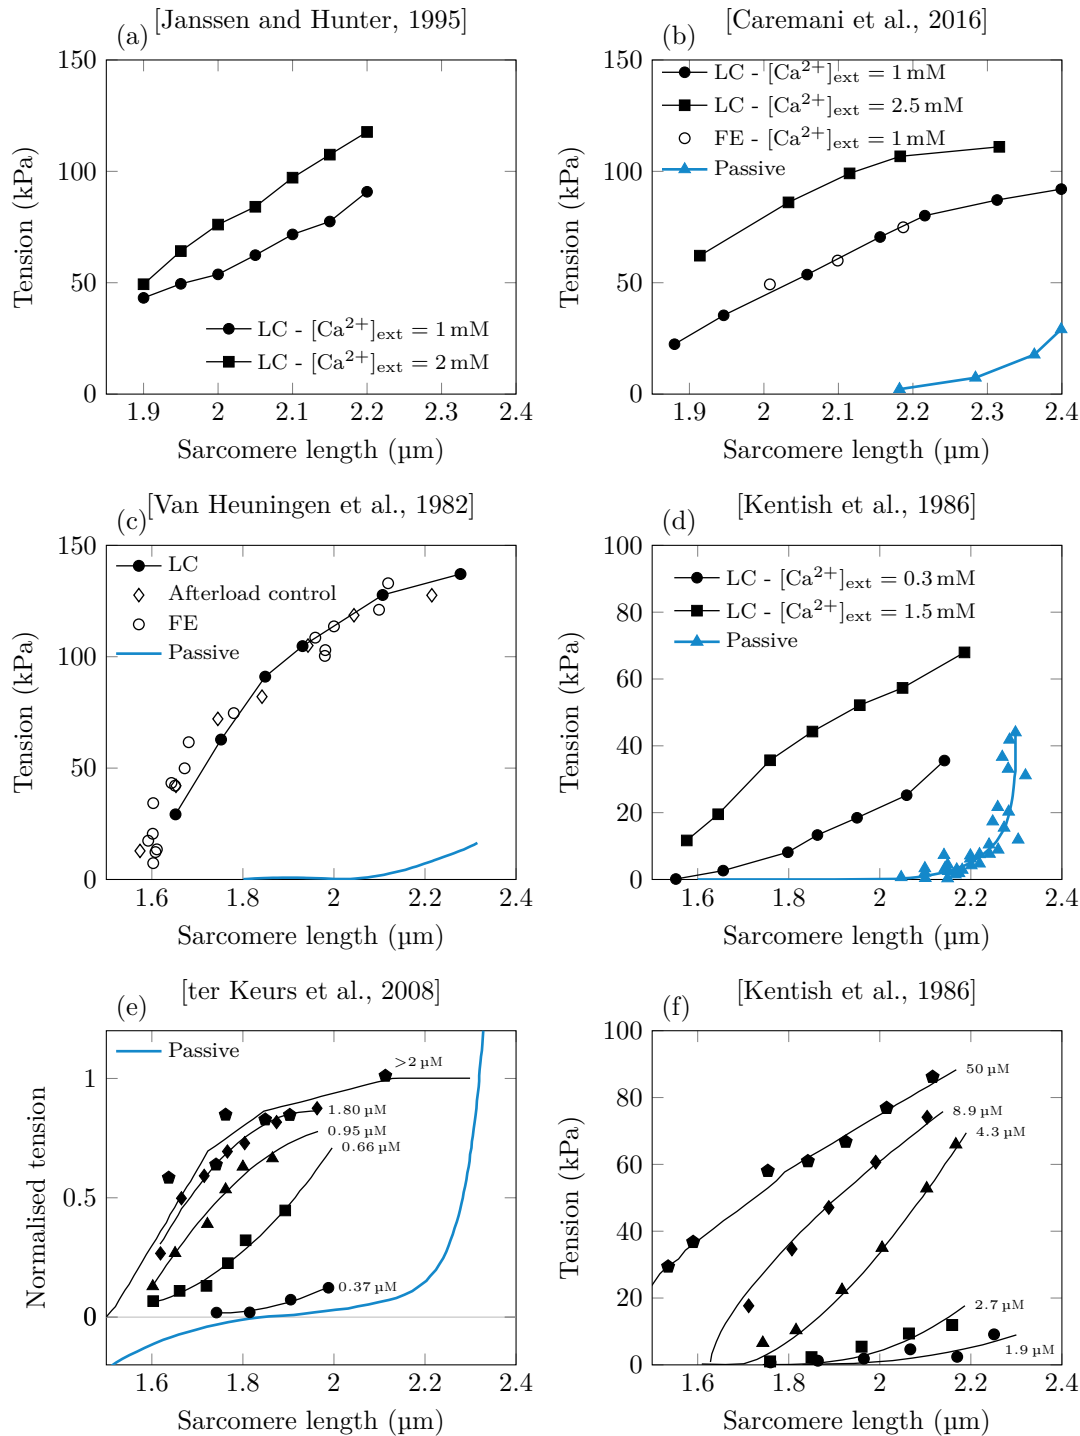 [Janssen and Hunter, 1995]
(a)
150
100
50
0
Tension (kPa)
LC - [Ca2+]ext = 1 mM
LC - [Ca2+]ext = 2 mM
1.9 2 2.1 2.2 2.3 2.4
Sarcomere length (µm)
[Caremani et al., 2016]
(b)
150
100
50
0
Tension (kPa)
LC - [Ca2+]ext = 1 mM
LC - [Ca2+]ext = 2.5 mM
FE - [Ca2+]ext = 1 mM
Passive
1.9 2 2.1 2.2 2.3 2.4
Sarcomere length (µm)
[Van Heuningen et al., 1982]
(c)
150
100
50
0
Tension (kPa)
LC
Afterload control
FE
Passive
1.6 1.8 2 2.2 2.4
Sarcomere length (µm)
[Kentish et al., 1986]
(d)
100
80
60
40
20
0
Tension (kPa)
LC - [Ca2+]ext = 0.3 mM
LC - [Ca2+]ext = 1.5 mM
Passive
1.6 1.8 2 2.2 2.4
Sarcomere length (µm)
[ter Keurs et al., 2008]
(e)
1
0.5
0
Normalised tension
Passive
>2 µM
1.80 µM
0.95 µM
0.66 µM
0.37 µM
1.6 1.8 2 2.2 2.4
Sarcomere length (µm)
[Kentish et al., 1986]
(f)
100
80
60
40
20
0
Tension (kPa)
50 µM
8.9 µM
4.3 µM
2.7 µM
1.9 µM
1.6 1.8 2 2.2 2.4
Sarcomere length (µm)